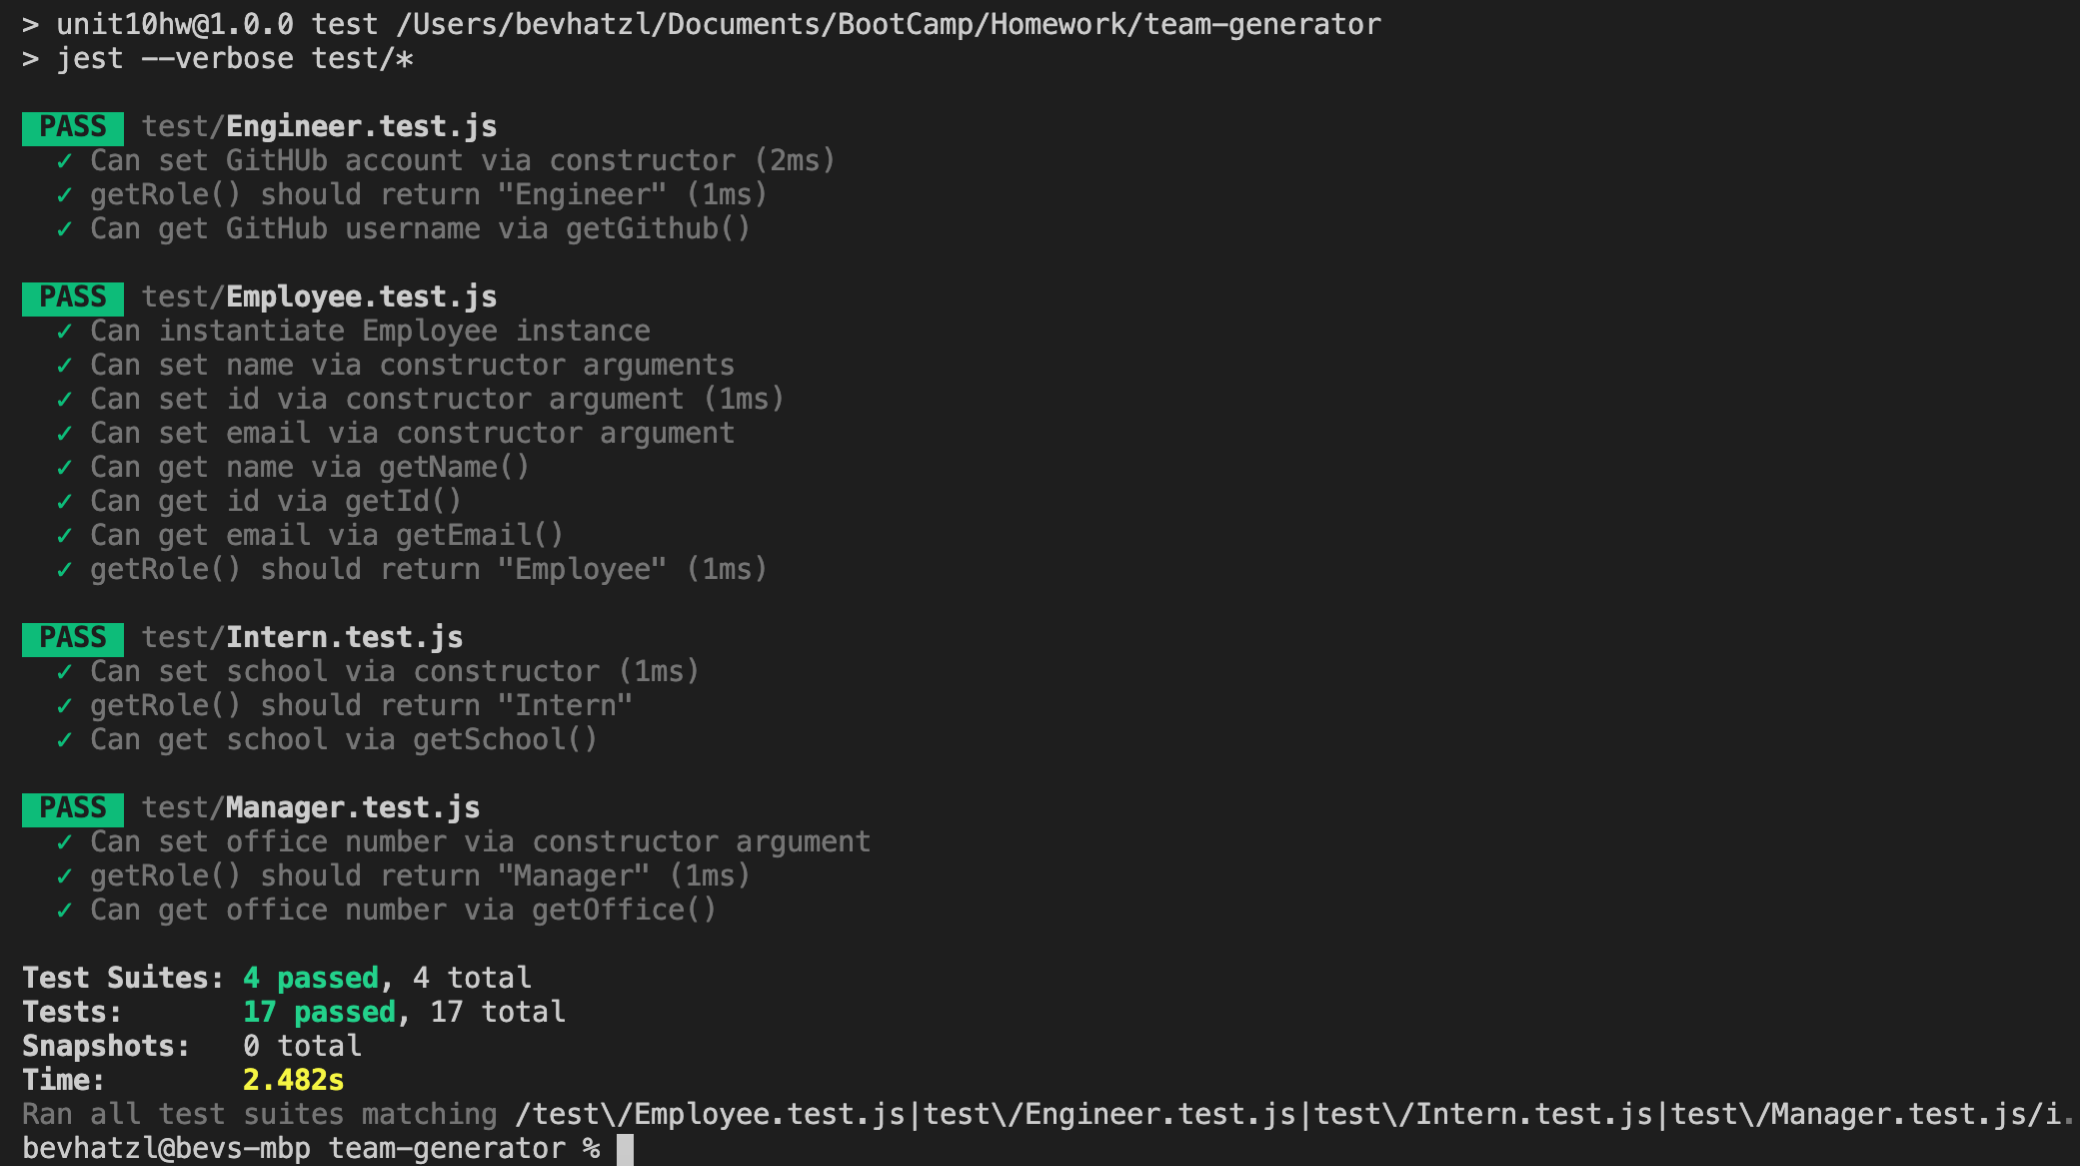 > unit10hw@1.0.0 test /Users/bevhatzl/Documents/BootCamp/Homework/team-generator
> jest --verbose test/*
PASS test/Engineer.test.js
✓ Can set GitHUb account via constructor (2ms)
✓ getRole() should return "Engineer" (1ms)
✓ Can get GitHub username via getGithub()
PASS test/Employee.test.js
✓ Can instantiate Employee instance
✓ Can set name via constructor arguments
✓ Can set id via constructor argument (1ms)
✓ Can set email via constructor argument
✓ Can get name via getName()
✓ Can get id via getId()
✓ Can get email via getEmail()
✓ getRole() should return "Employee" (1ms)
PASS test/Intern.test.js
✓ Can set school via constructor (1ms)
✓ getRole() should return "Intern"
✓ Can get school via getSchool()
PASS test/Manager.test.js
✓ Can set office number via constructor argument
✓ getRole() should return "Manager" (1ms)
✓ Can get office number via getOffice()
Test Suites: 4 passed, 4 total
Tests: 17 passed, 17 total
Snapshots: 0 total
Time: 2.482s
Ran all test suites matching /test\/Employee.test.js|test\/Engineer.test.js|test\/Intern.test.js|test\/Manager.test.js/i.
bevhatzl@bevs-mbp team-generator %